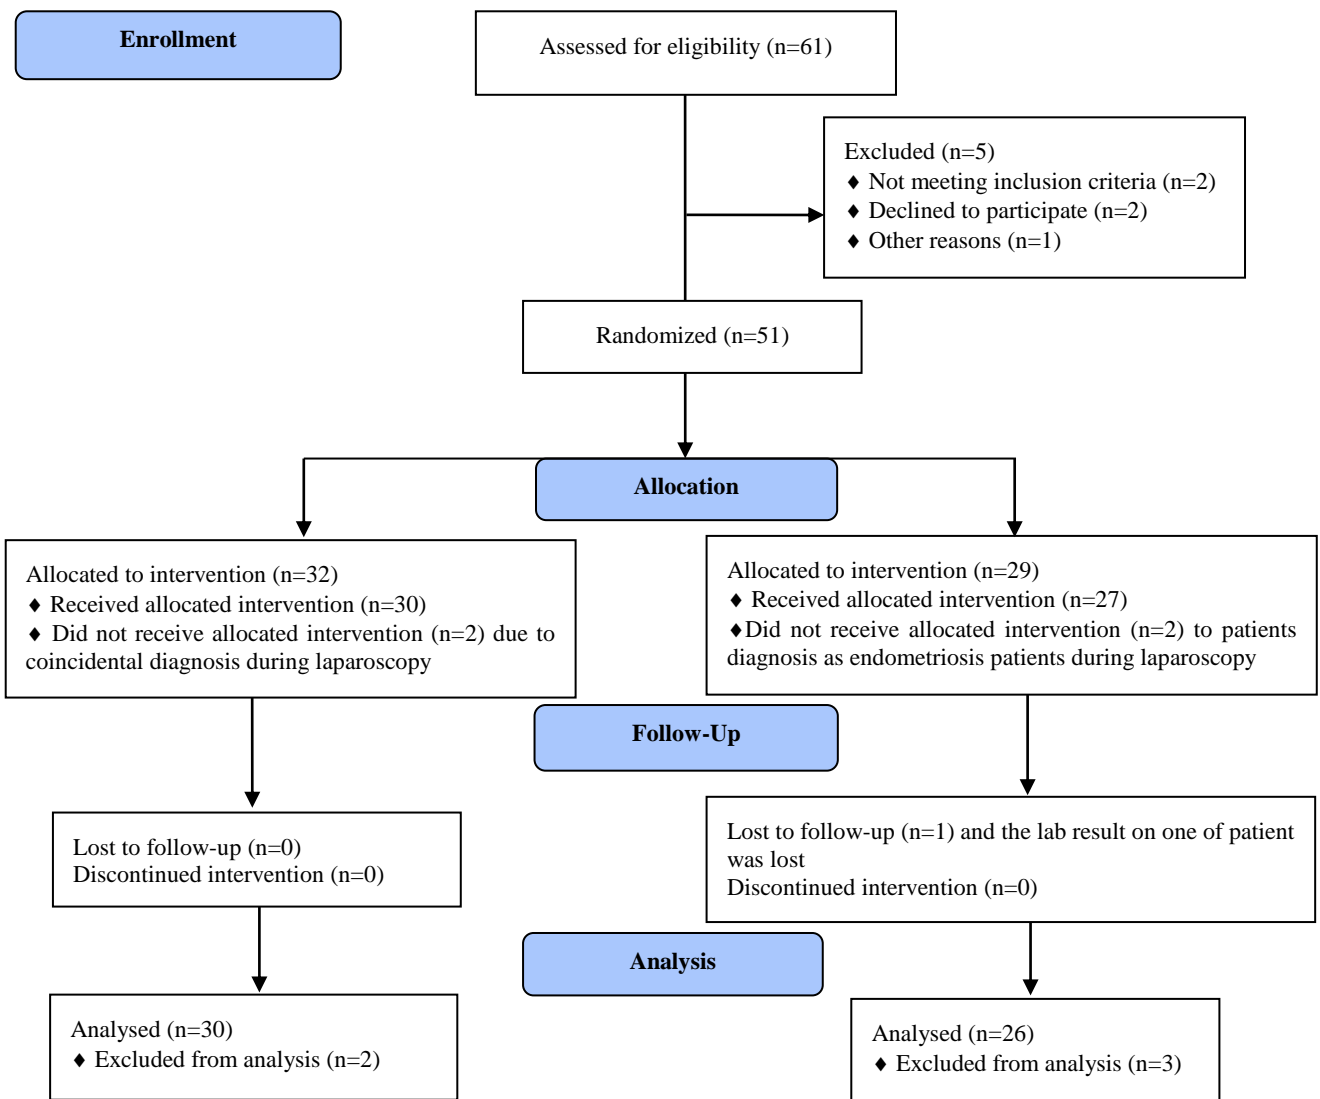 Enrollment
Assessed for eligibility (n=61)
Excluded (n=5)
♦ Not meeting inclusion criteria (n=2)
♦ Declined to participate (n=2)
♦ Other reasons (n=1)
Randomized (n=51)
Allocation
Allocated to intervention (n=32)
♦ Received allocated intervention (n=30)
♦ Did not receive allocated intervention (n=2) due to
coincidental diagnosis during laparoscopy
Allocated to intervention (n=29)
♦ Received allocated intervention (n=27)
♦Did not receive allocated intervention (n=2) to patients
diagnosis as endometriosis patients during laparoscopy
Follow-Up
Lost to follow-up (n=0)
Discontinued intervention (n=0)
Lost to follow-up (n=1) and the lab result on one of patient
was lost
Discontinued intervention (n=0)
Analysis
Analysed (n=30)
♦ Excluded from analysis (n=2)
Analysed (n=26)
♦ Excluded from analysis (n=3)